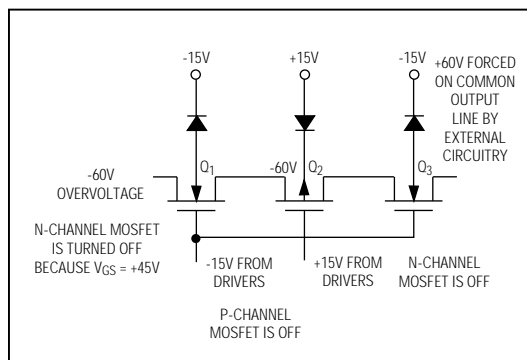 -15V
+15V
-15V
+60V FORCED
ON COMMON
OUTPUT
LINE BY
EXTERNAL
CIRCUITRY
Q1
-60V
Q2
Q3
-60V
OVERVOLTAGE
N-CHANNEL MOSFET
IS TURNED OFF
BECAUSE VGS = +45V
-15V FROM
DRIVERS
+15V FROM
DRIVERS
N-CHANNEL
MOSFET IS OFF
P-CHANNEL
MOSFET IS OFF